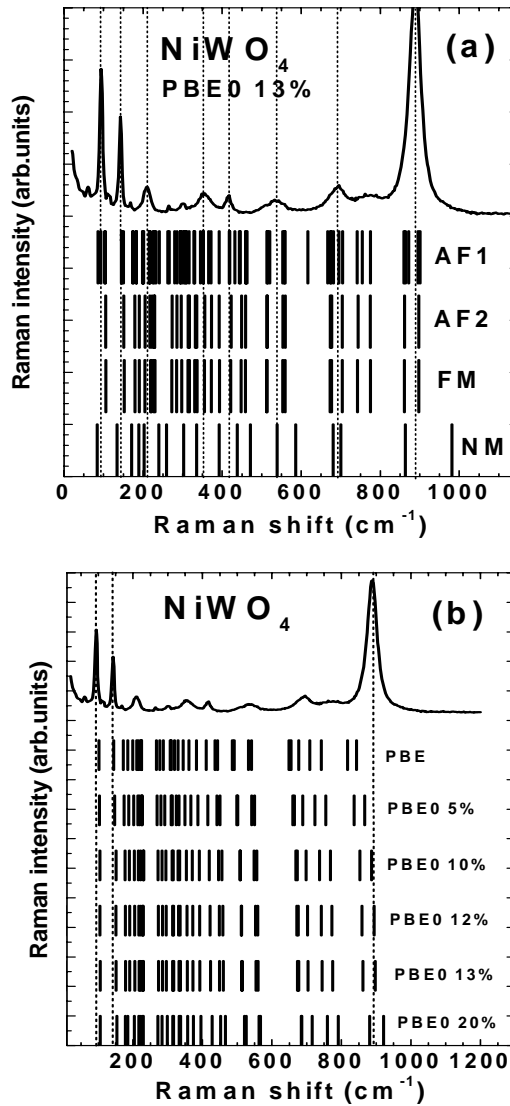 (a)
NiWO4
PBE0 13%
Raman intensity (arb.units)
AF1
AF2
FM
NM
0 200 400 600 800 1000
Raman shift (cm-1)
(b)
NiWO4
Raman intensity (arb.units)
PBE
PBE0 5%
PBE0 10%
PBE0 12%
PBE0 13%
PBE0 20%
200 400 600 800 1000 1200
Raman shift (cm-1)